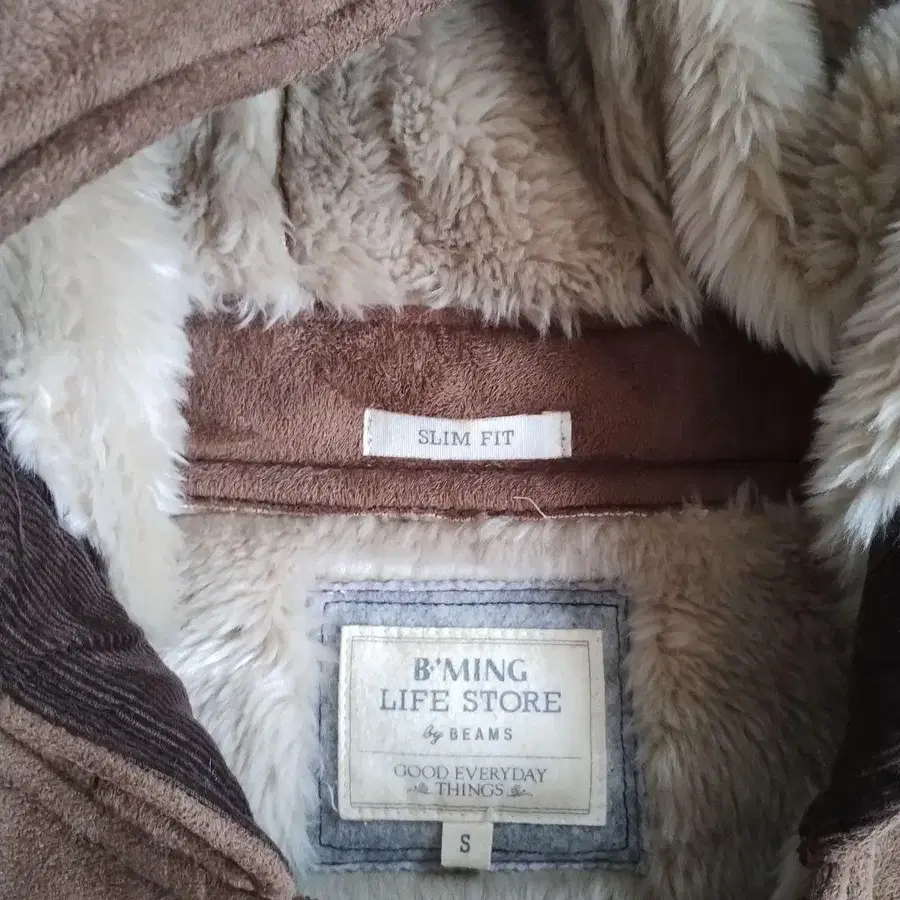 SLIM FIT
B•'MING
LIFE STORE
by BEAMS
GOOD EVERYDAY
THINGS
S